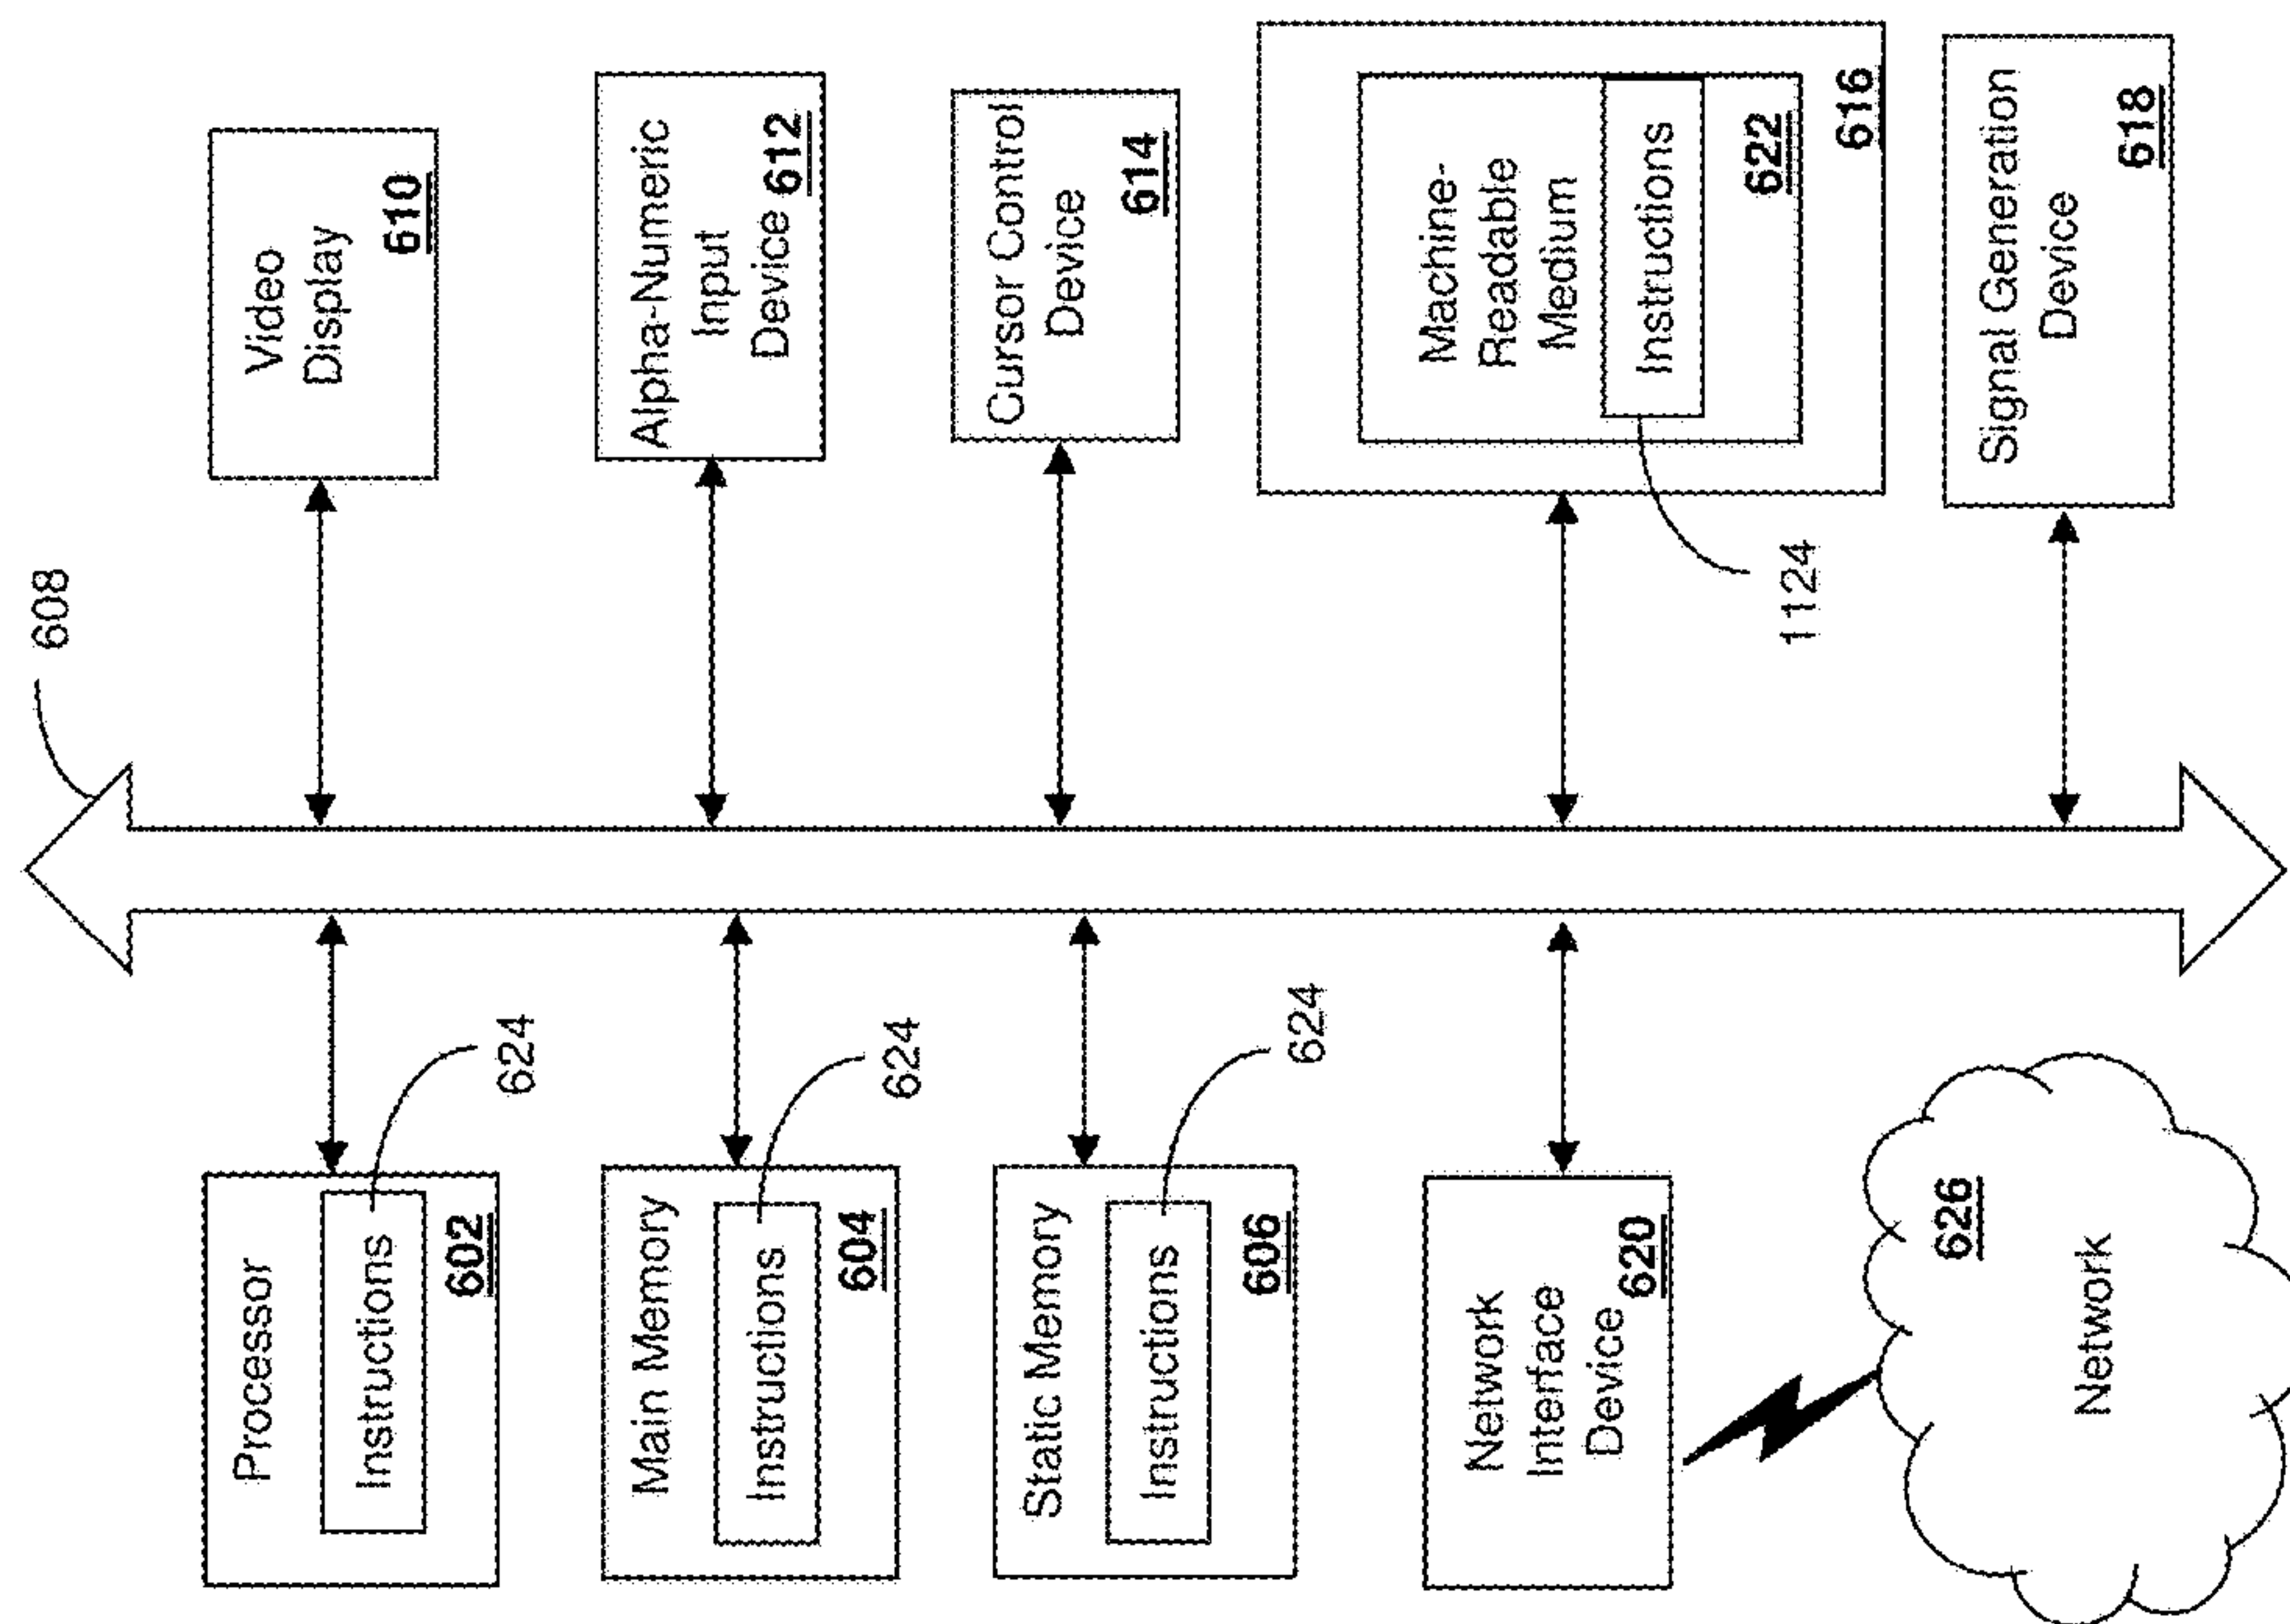 608
Processor
Instructions
602
624
Main Memory
Instructions
604
624
Static Memory
Instructions
606
624
Network
Interface
Device
620
626
Network
Video
Display
610
Alpha-Numeric
Input
Device 612
Cursor Control
Device
614
Machine-
Readable
Medium
Instructions
622
616
1124
Signal Generation
Device
618